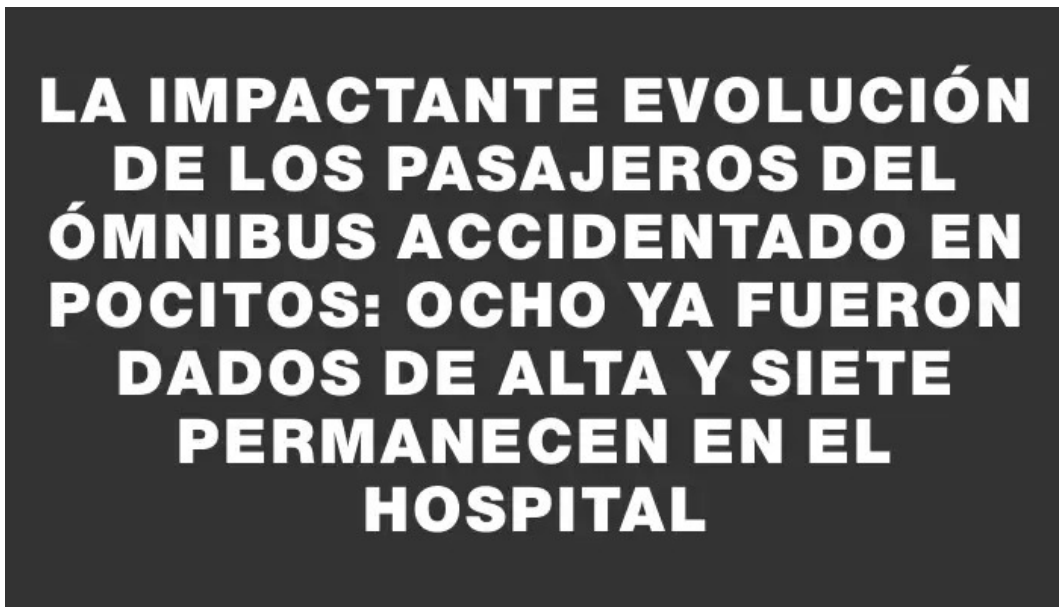 LA IMPACTANTE EVOLUCIÓN
DE LOS PASAJEROS DEL
ÓMNIBUS ACCIDENTADO EN
POCITOS: OCHO YA FUERON
DADOS DE ALTA Y SIETE
PERMANECEN EN EL
HOSPITAL